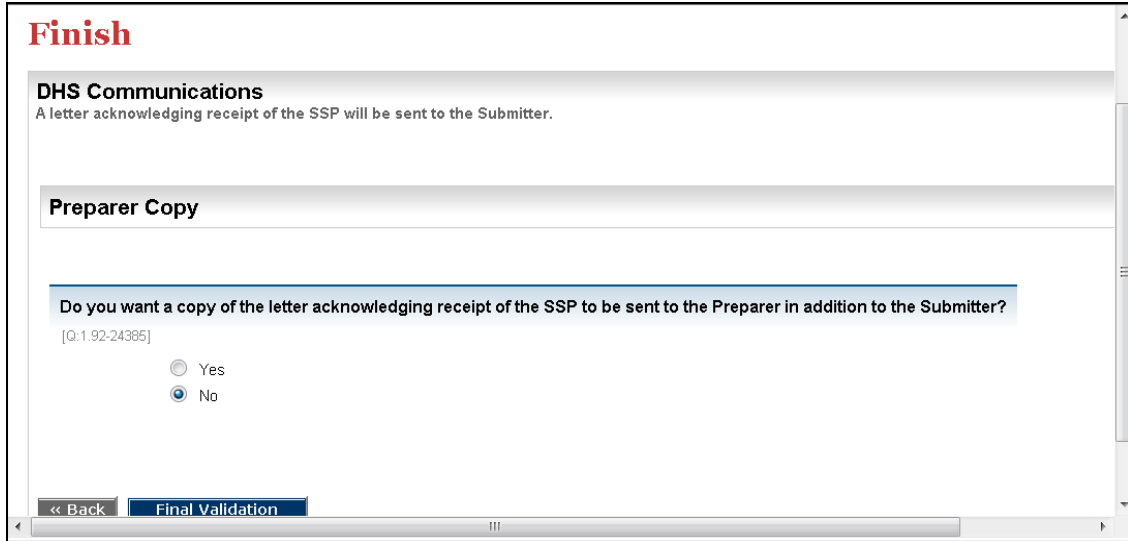 Finish
DHS Communications
A letter acknowledging receipt of the SSP will be sent to the Submitter.
Preparer Copy
Do you want a copy of the letter acknowledging receipt of the SSP to be sent to the Preparer in addition to the Submitter?
[Q:1.92-24385]
Yes
No
<< Back Final Validation